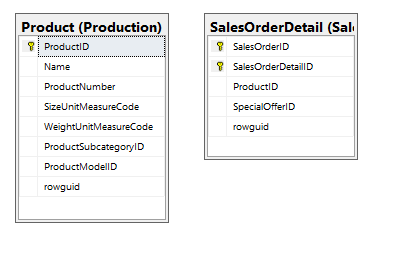 Product (Production)
ProductID
Name
ProductNumber
SizeUnitMeasureCode
WeightUnitMeasureCode
ProductSubcategoryID
ProductModelID
rowguid
SalesOrderDetail (Sal
SalesOrderID
SalesOrderDetailID
ProductID
SpecialOfferID
rowguid